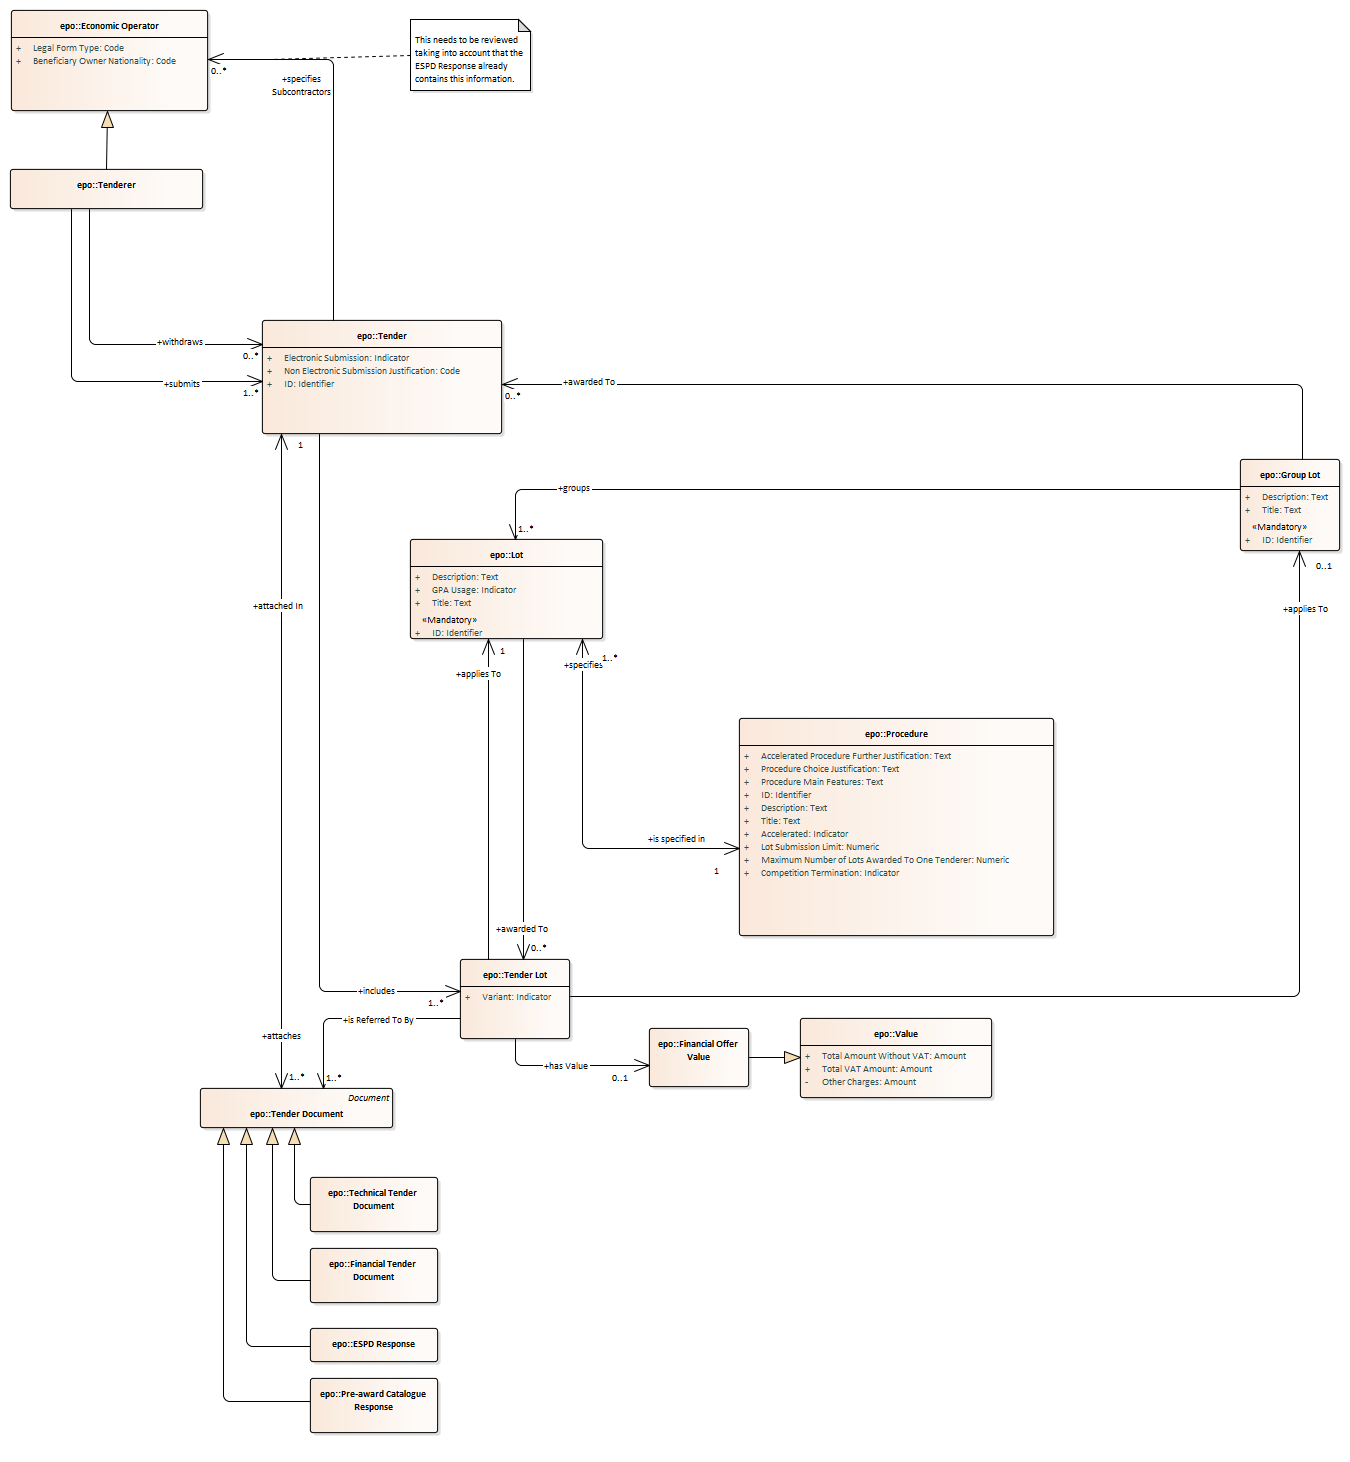 epo::Economic Operator
+ Legal Form Type: Code
+ Beneficiary Owner Nationality: Code
This needs to be reviewed
taking into account that the
ESPD Response already
contains this information.
0..*
+specifies
Subcontractors
epo::Tenderer
epo::Tender
+ Electronic Submission: Indicator
+ Non Electronic Submission Justification: Code
+ ID: Identifier
+withdraws
0..*
+submits
1..*
+awarded To
0..*
1
epo::Group Lot
+ Description: Text
+ Title: Text
«Mandatory»
+ ID: Identifier
+groups
1..*
epo::Lot
+ Description: Text
+ GPA Usage: Indicator
+ Title: Text
«Mandatory»
+ ID: Identifier
0..1
+applies To
+attached In
1
+applies To
1..*
+specifies
epo::Procedure
+ Accelerated Procedure Further Justification: Text
+ Procedure Choice Justification: Text
+ Procedure Main Features: Text
+ ID: Identifier
+ Description: Text
+ Title: Text
+ Accelerated: Indicator
+ Lot Submission Limit: Numeric
+ Maximum Number of Lots Awarded To One Tenderer: Numeric
+ Competition Termination: Indicator
+is specified in
1
+awarded To
0..*
epo::Tender Lot
+ Variant: Indicator
+includes
1..*
+is Referred To By
+attaches
1..*
1..*
+has Value
0..1
epo::Financial Offer
Value
epo::Value
+ Total Amount Without VAT: Amount
+ Total VAT Amount: Amount
- Other Charges: Amount
Document
epo::Tender Document
epo::Technical Tender
Document
epo::Financial Tender
Document
epo::ESPD Response
epo::Pre-award Catalogue
Response